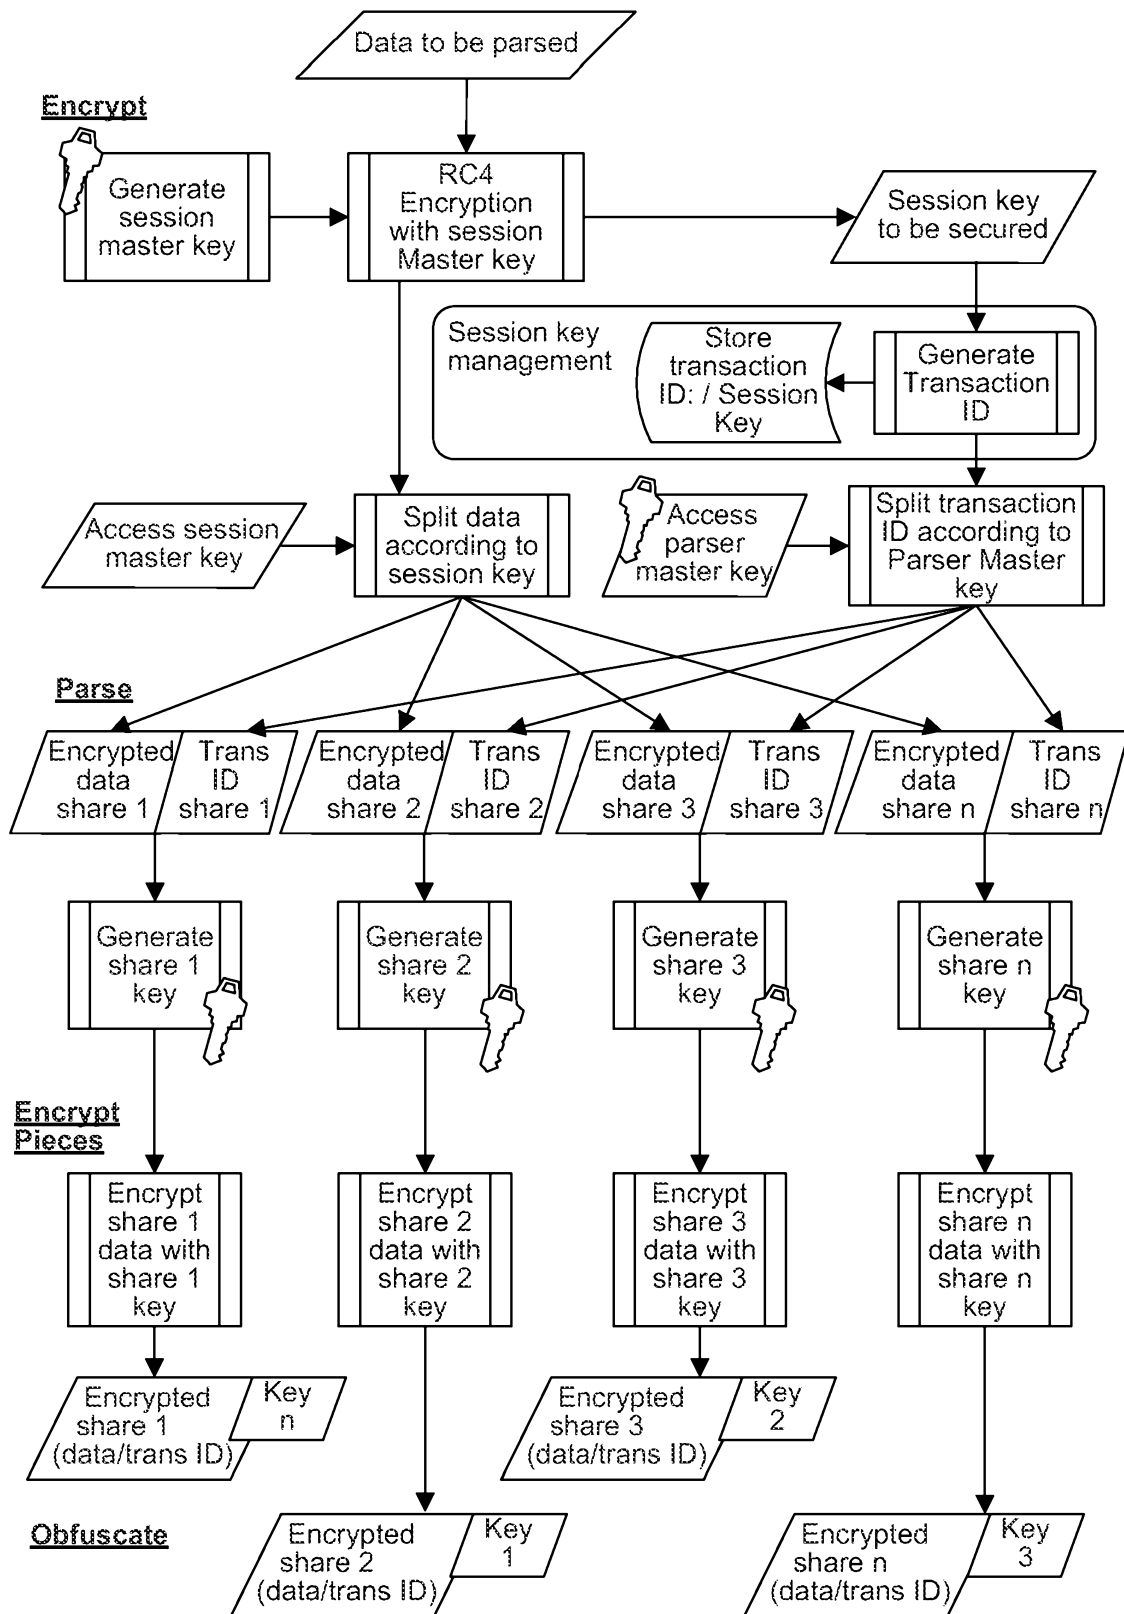 Data to be parsed
Encrypt
Generate
session
master key
RC4
Encryption
with session
Master key
Session key
to be secured
Session key
management
Store
transaction
ID: / Session
Key
Generate
Transaction
ID
Access session
master key
Split data
according to
session key
Access
parser
master key
Split transaction
ID according to
Parser Master
key
Parse
Encrypted
data
share 1
Trans
ID
share 1
Encrypted
data
share 2
Trans
ID
share 2
Encrypted
data
share 3
Trans
ID
share 3
Encrypted
data
share n
Trans
ID
share n
Generate
share 1
key
Generate
share 2
key
Generate
share 3
key
Generate
share n
key
Encrypt
Pieces
Encrypt
share 1
data with
share 1
key
Encrypt
share 2
data with
share 2
key
Encrypt
share 3
data with
share 3
key
Encrypt
share n
data with
share n
key
Encrypted
share 1
(data/trans ID)
Key
n
Encrypted
share 3
(data/trans ID)
Key
2
Obfuscate
Encrypted
share 2
(data/trans ID)
Key
1
Encrypted
share n
(data/trans ID)
Key
3